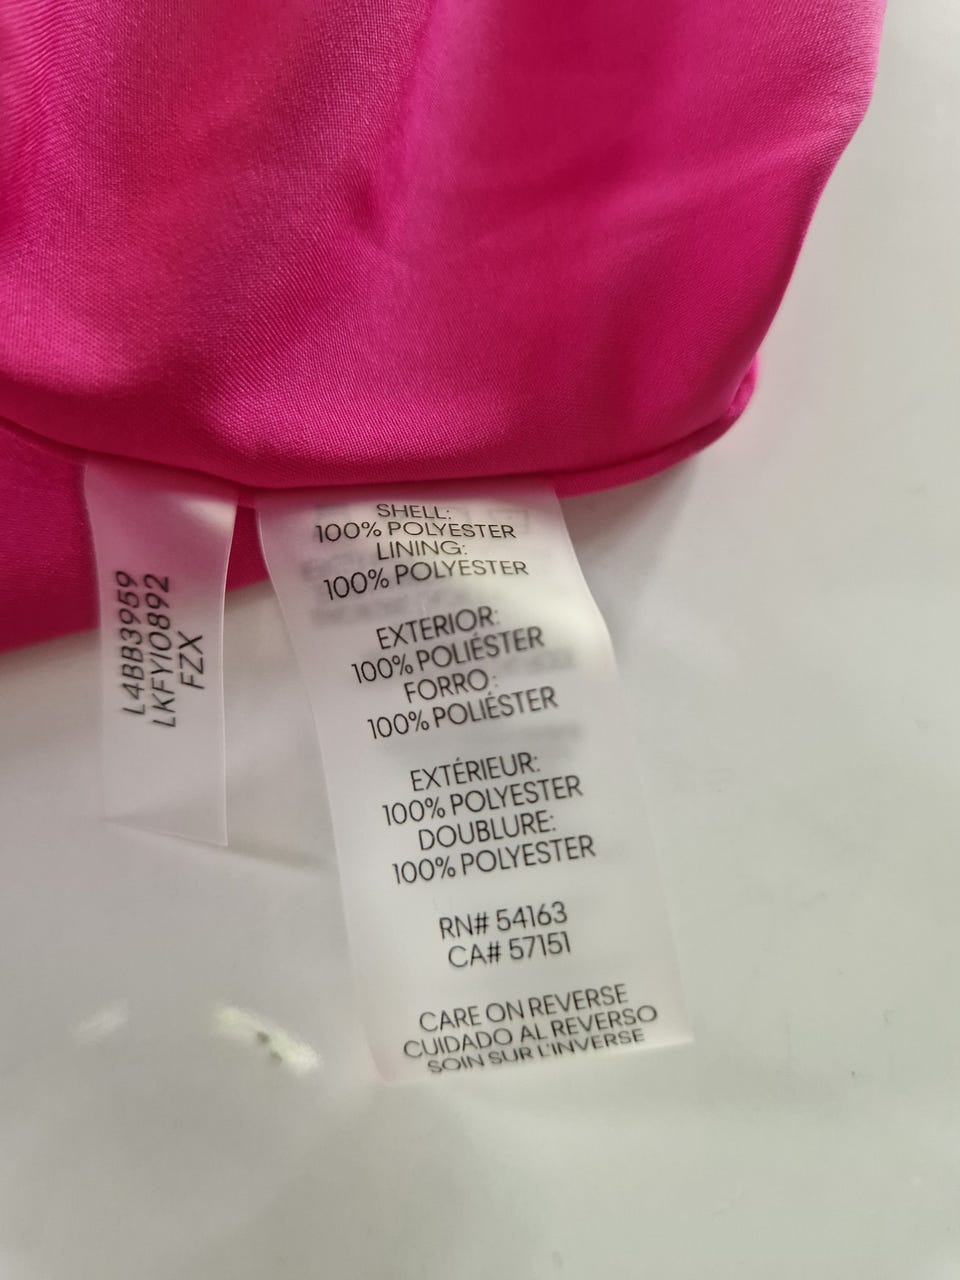 L4BB3959
LKFYI0892
FZX
SHELL:
100% POLYESTER
LINING:
100% POLYESTER
EXTERIOR:
100% POLIÉSTER
FORRO:
100% POLIÉSTER
EXTÉRIEUR:
100% POLYESTER
DOUBLURE:
100% POLYESTER
RN# 54163
CA# 57151
CARE ON REVERSE
CUIDADO AL REVERSO
SOIN SUR L'INVERSE